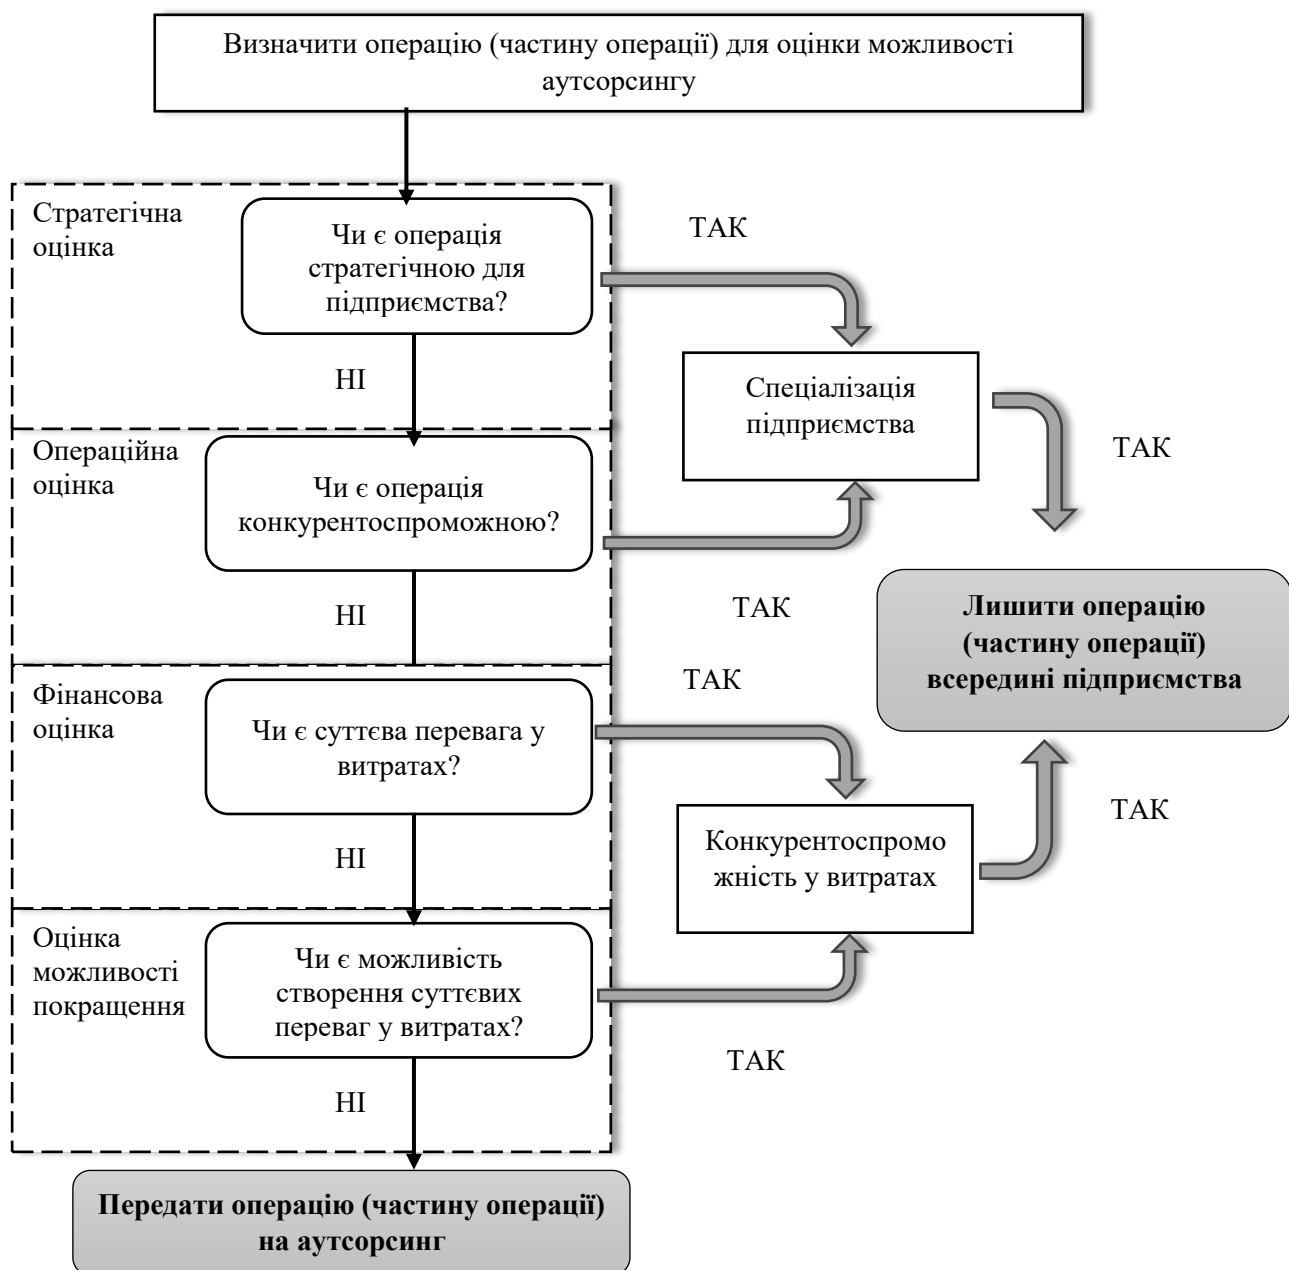 Визначити операцію (частину операції) для оцінки можливості
аутсорсингу
Стратегічна
оцінка
Чи є операція
стратегічною для
підприємства?
ТАК
НІ
Спеціалізація
підприємства
ТАК
Операційна
оцінка
Чи є операція
конкурентоспроможною?
НІ
ТАК
Лишити операцію
(частину операції)
всередині підприємства
Фінансова
оцінка
Чи є суттєва перевага у
витратах?
ТАК
НІ
Конкурентоспромо
жність у витратах
ТАК
Оцінка
можливості
покращення
Чи є можливість
створення суттєвих
переваг у витратах?
ТАК
НІ
Передати операцію (частину операції)
на аутсорсинг